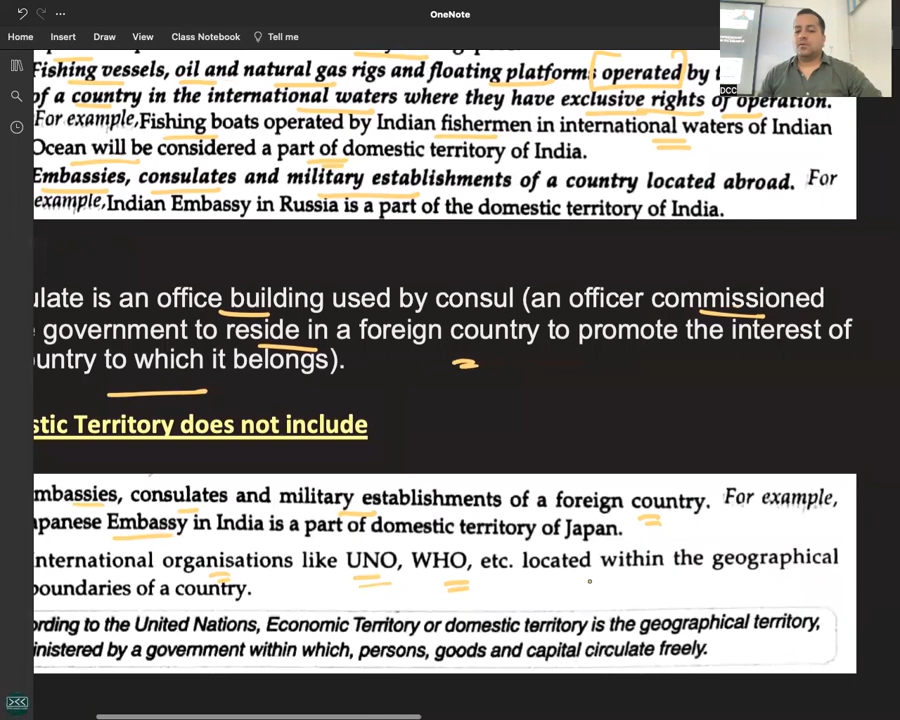 OneNote
Home Insert Draw View Class Notebook Tell me
Fishing vessels, oil and natural gas rigs and floating platforms operated by
of a country in the international waters where they have exclusive rights of operation.
For example, Fishing boats operated by Indian fishermen in international waters of Indian
Ocean will be considered a part of domestic territory of India.
Embassies, consulates and military establishments of a country located abroad. For
example, Indian Embassy in Russia is a part of the domestic territory of India.
ulate is an office building used by consul (an officer commissioned
government to reside in a foreign country to promote the interest of
untry to which it belongs).
stic Territory does not include
mbassies, consulates and military establishments of a foreign country. For example,
apanese Embassy in India is a part of domestic territory of Japan.
nternational organisations like UNO, WHO, etc. located within the geographical
boundaries of a country.
ording to the United Nations, Economic Territory or domestic territory is the geographical territory,
inistered by a government within which, persons, goods and capital circulate freely.
DCC